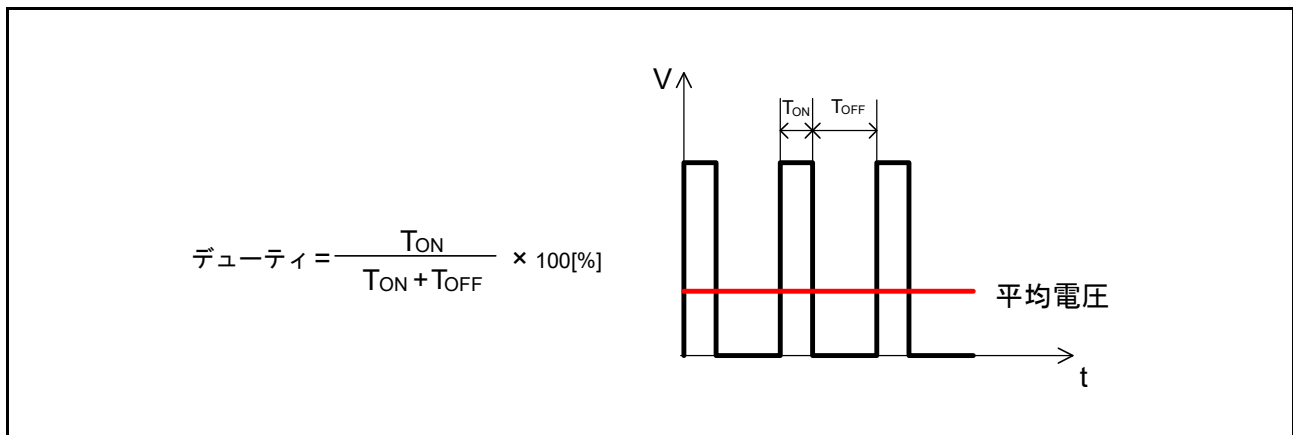 デューティ = TON / TON + TOFF × 100[%]
V
TON TOFF
平均電圧
t